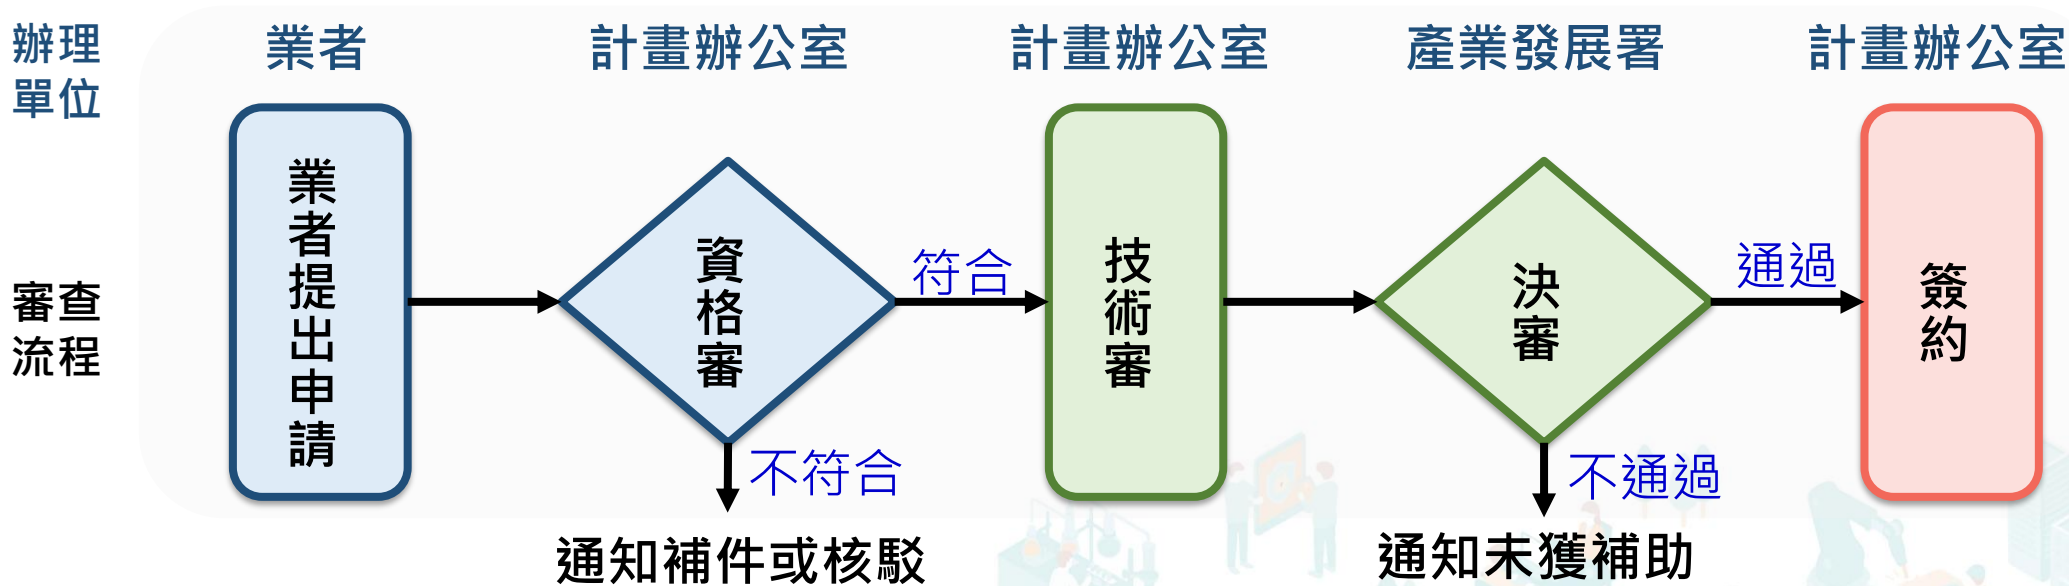 辦理
單位
業者
計畫辦公室
計畫辦公室
產業發展署
計畫辦公室
審查
流程
業者提出申請
資格審
符合
技術審
決審
通過
簽約
不符合
不通過
通知補件或核駁
通知未獲補助